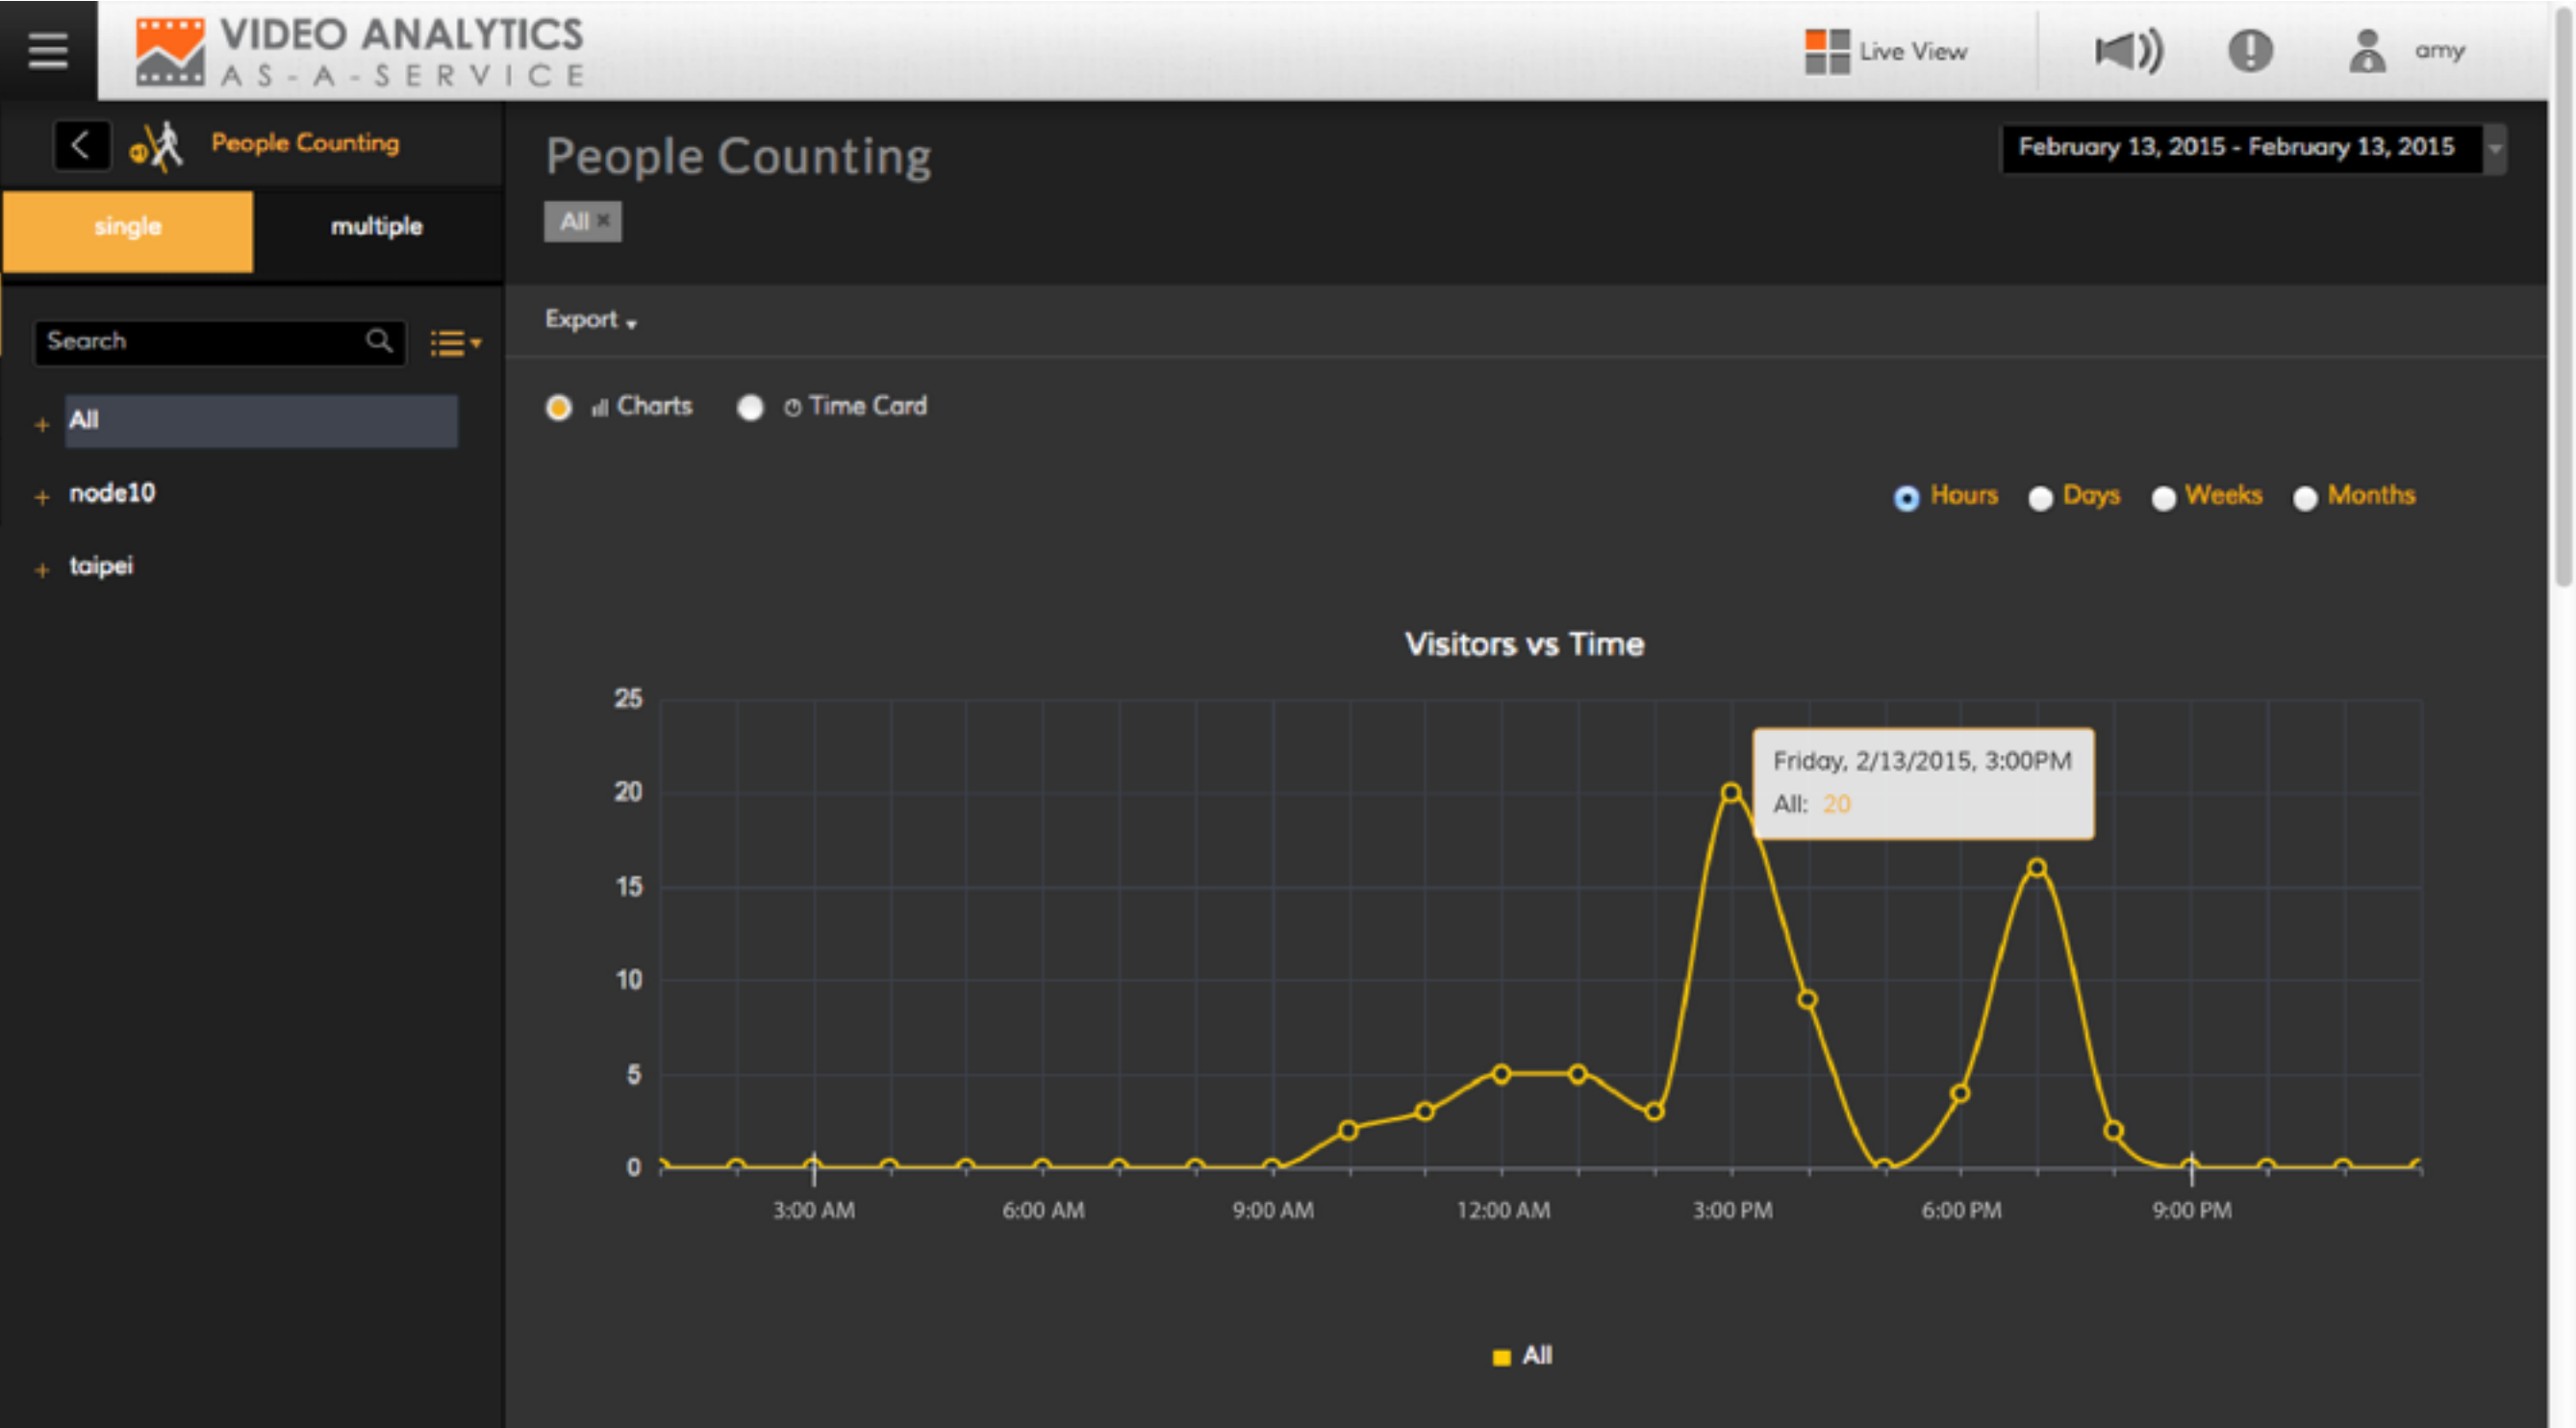 VIDEO ANALYTICS
AS-A-SERVICE
Live View
amy
People Counting
single
multiple
Search
All
node10
taipei
People Counting
February 13, 2015 - February 13, 2015
All ×
Export
Charts
Time Card
Hours
Days
Weeks
Months
Visitors vs Time
25
20
15
10
5
0
Friday, 2/13/2015, 3:00PM
All: 20
3:00 AM
6:00 AM
9:00 AM
12:00 AM
3:00 PM
6:00 PM
9:00 PM
All